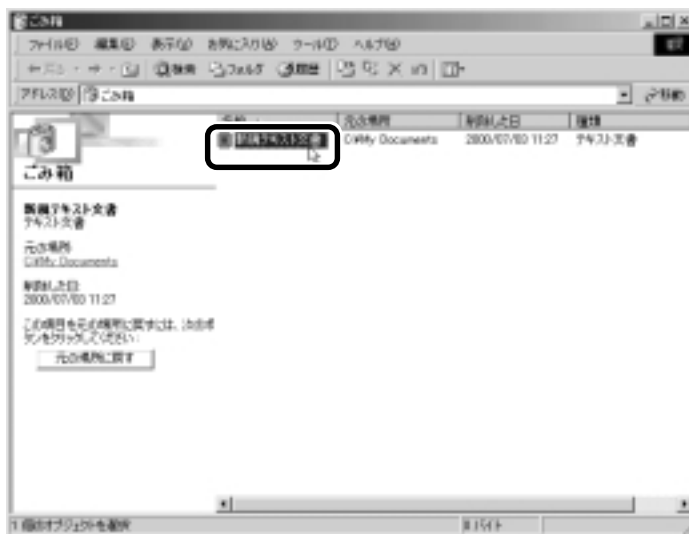 ごみ箱
ファイル(F) 編集(E) 表示(V) お気に入り(A) ツール(T) ヘルプ(H)
戻る 検索 フォルダ 履歴
アドレス(D) ごみ箱 移動
名前 元の場所 削除した日 種類
新規テキスト文書 C:¥My Documents 2000/07/03 11:27 テキスト文書
ごみ箱
新規テキスト文書
テキスト文書
元の場所
C:¥My Documents
削除した日:
2000/07/03 11:27
この項目を元の場所に戻すには、次のボ
タンをクリックしてください:
元の場所に戻す
1 個のオブジェクトを選択 0 バイト